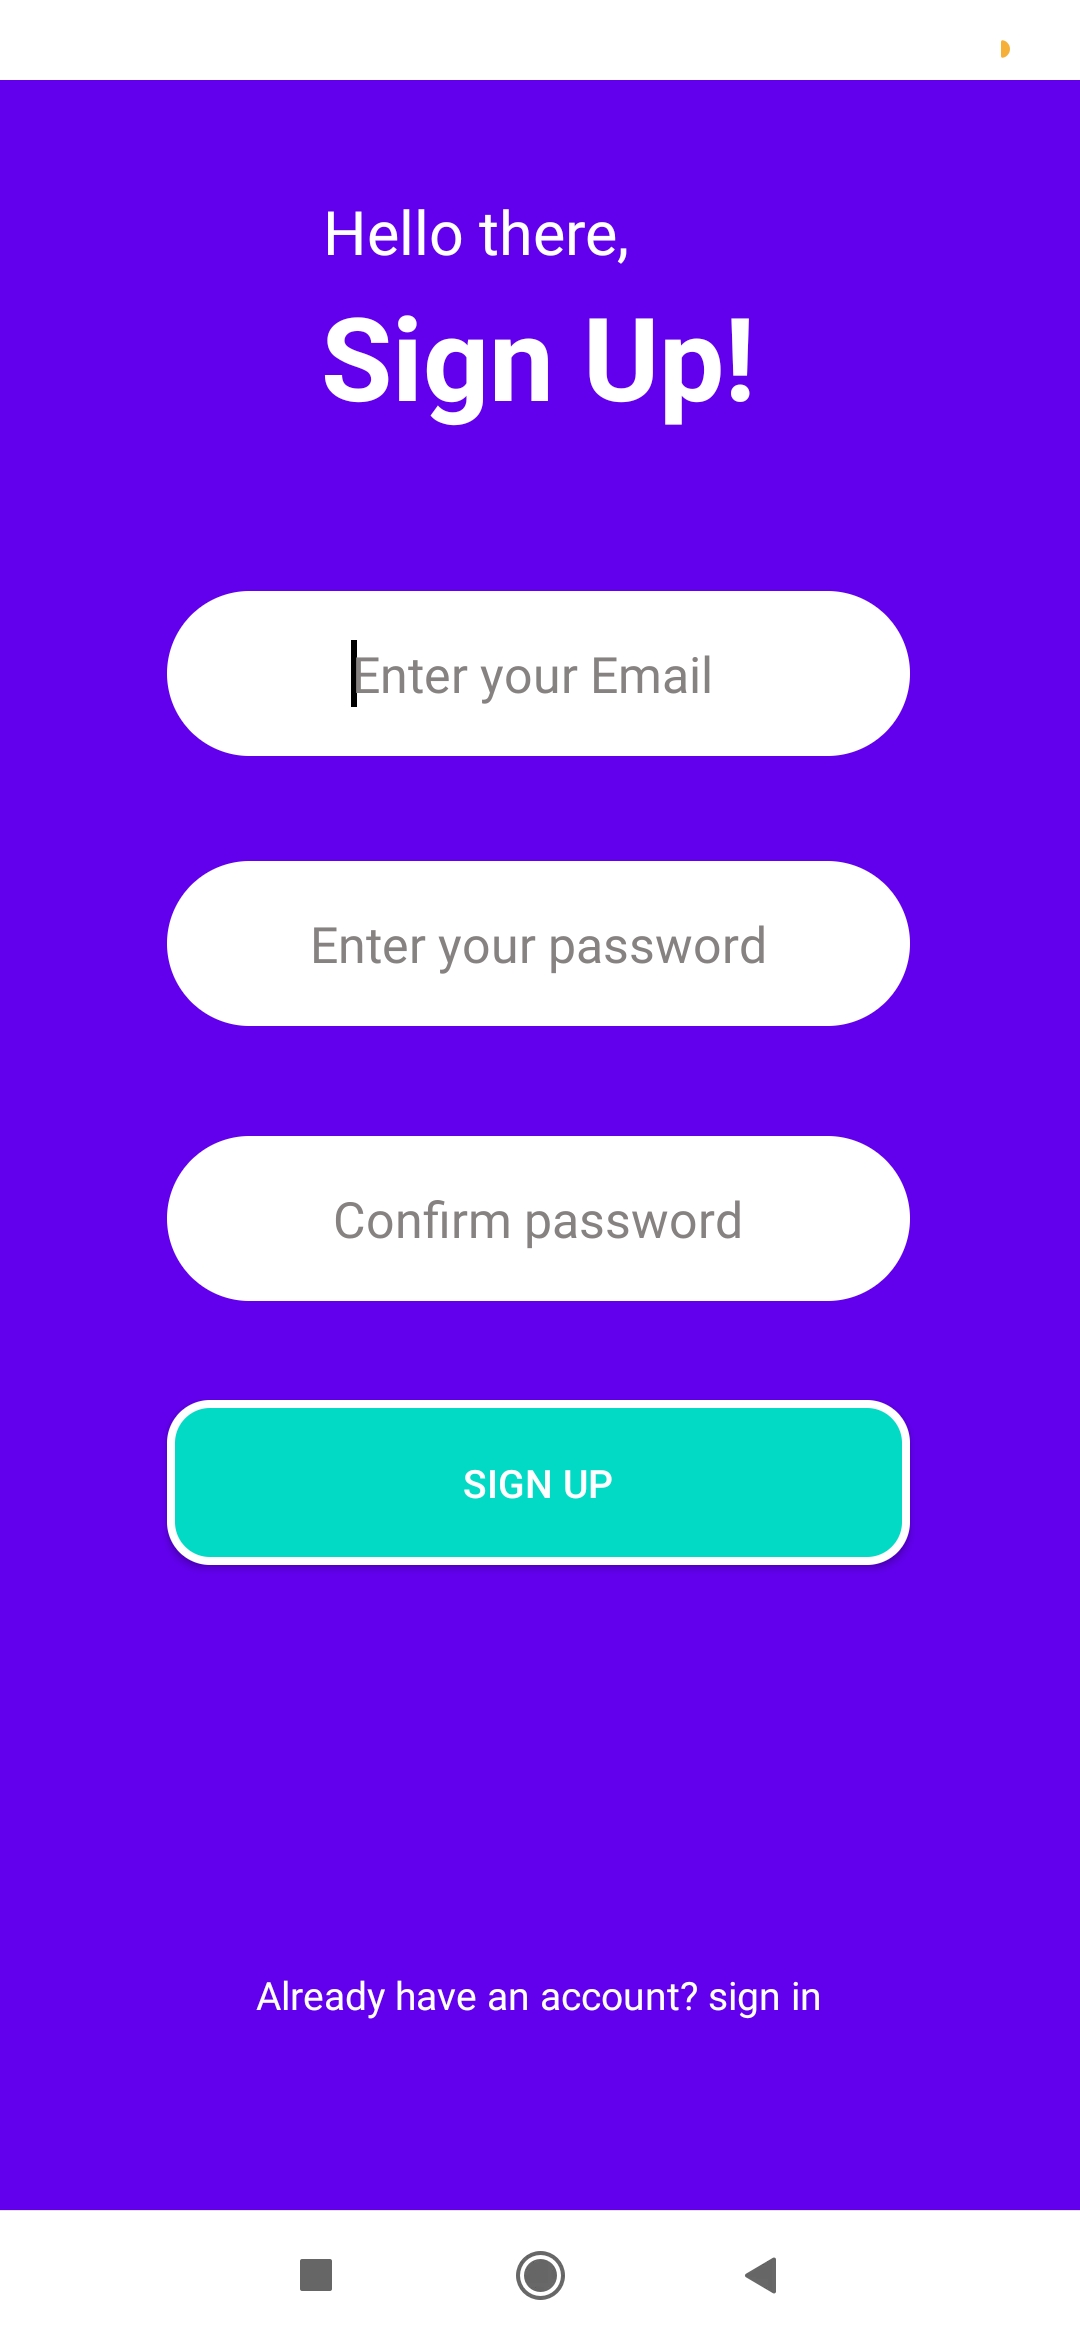 Hello there,
Sign Up!
Enter your Email
Enter your password
Confirm password
SIGN UP
Already have an account? sign in